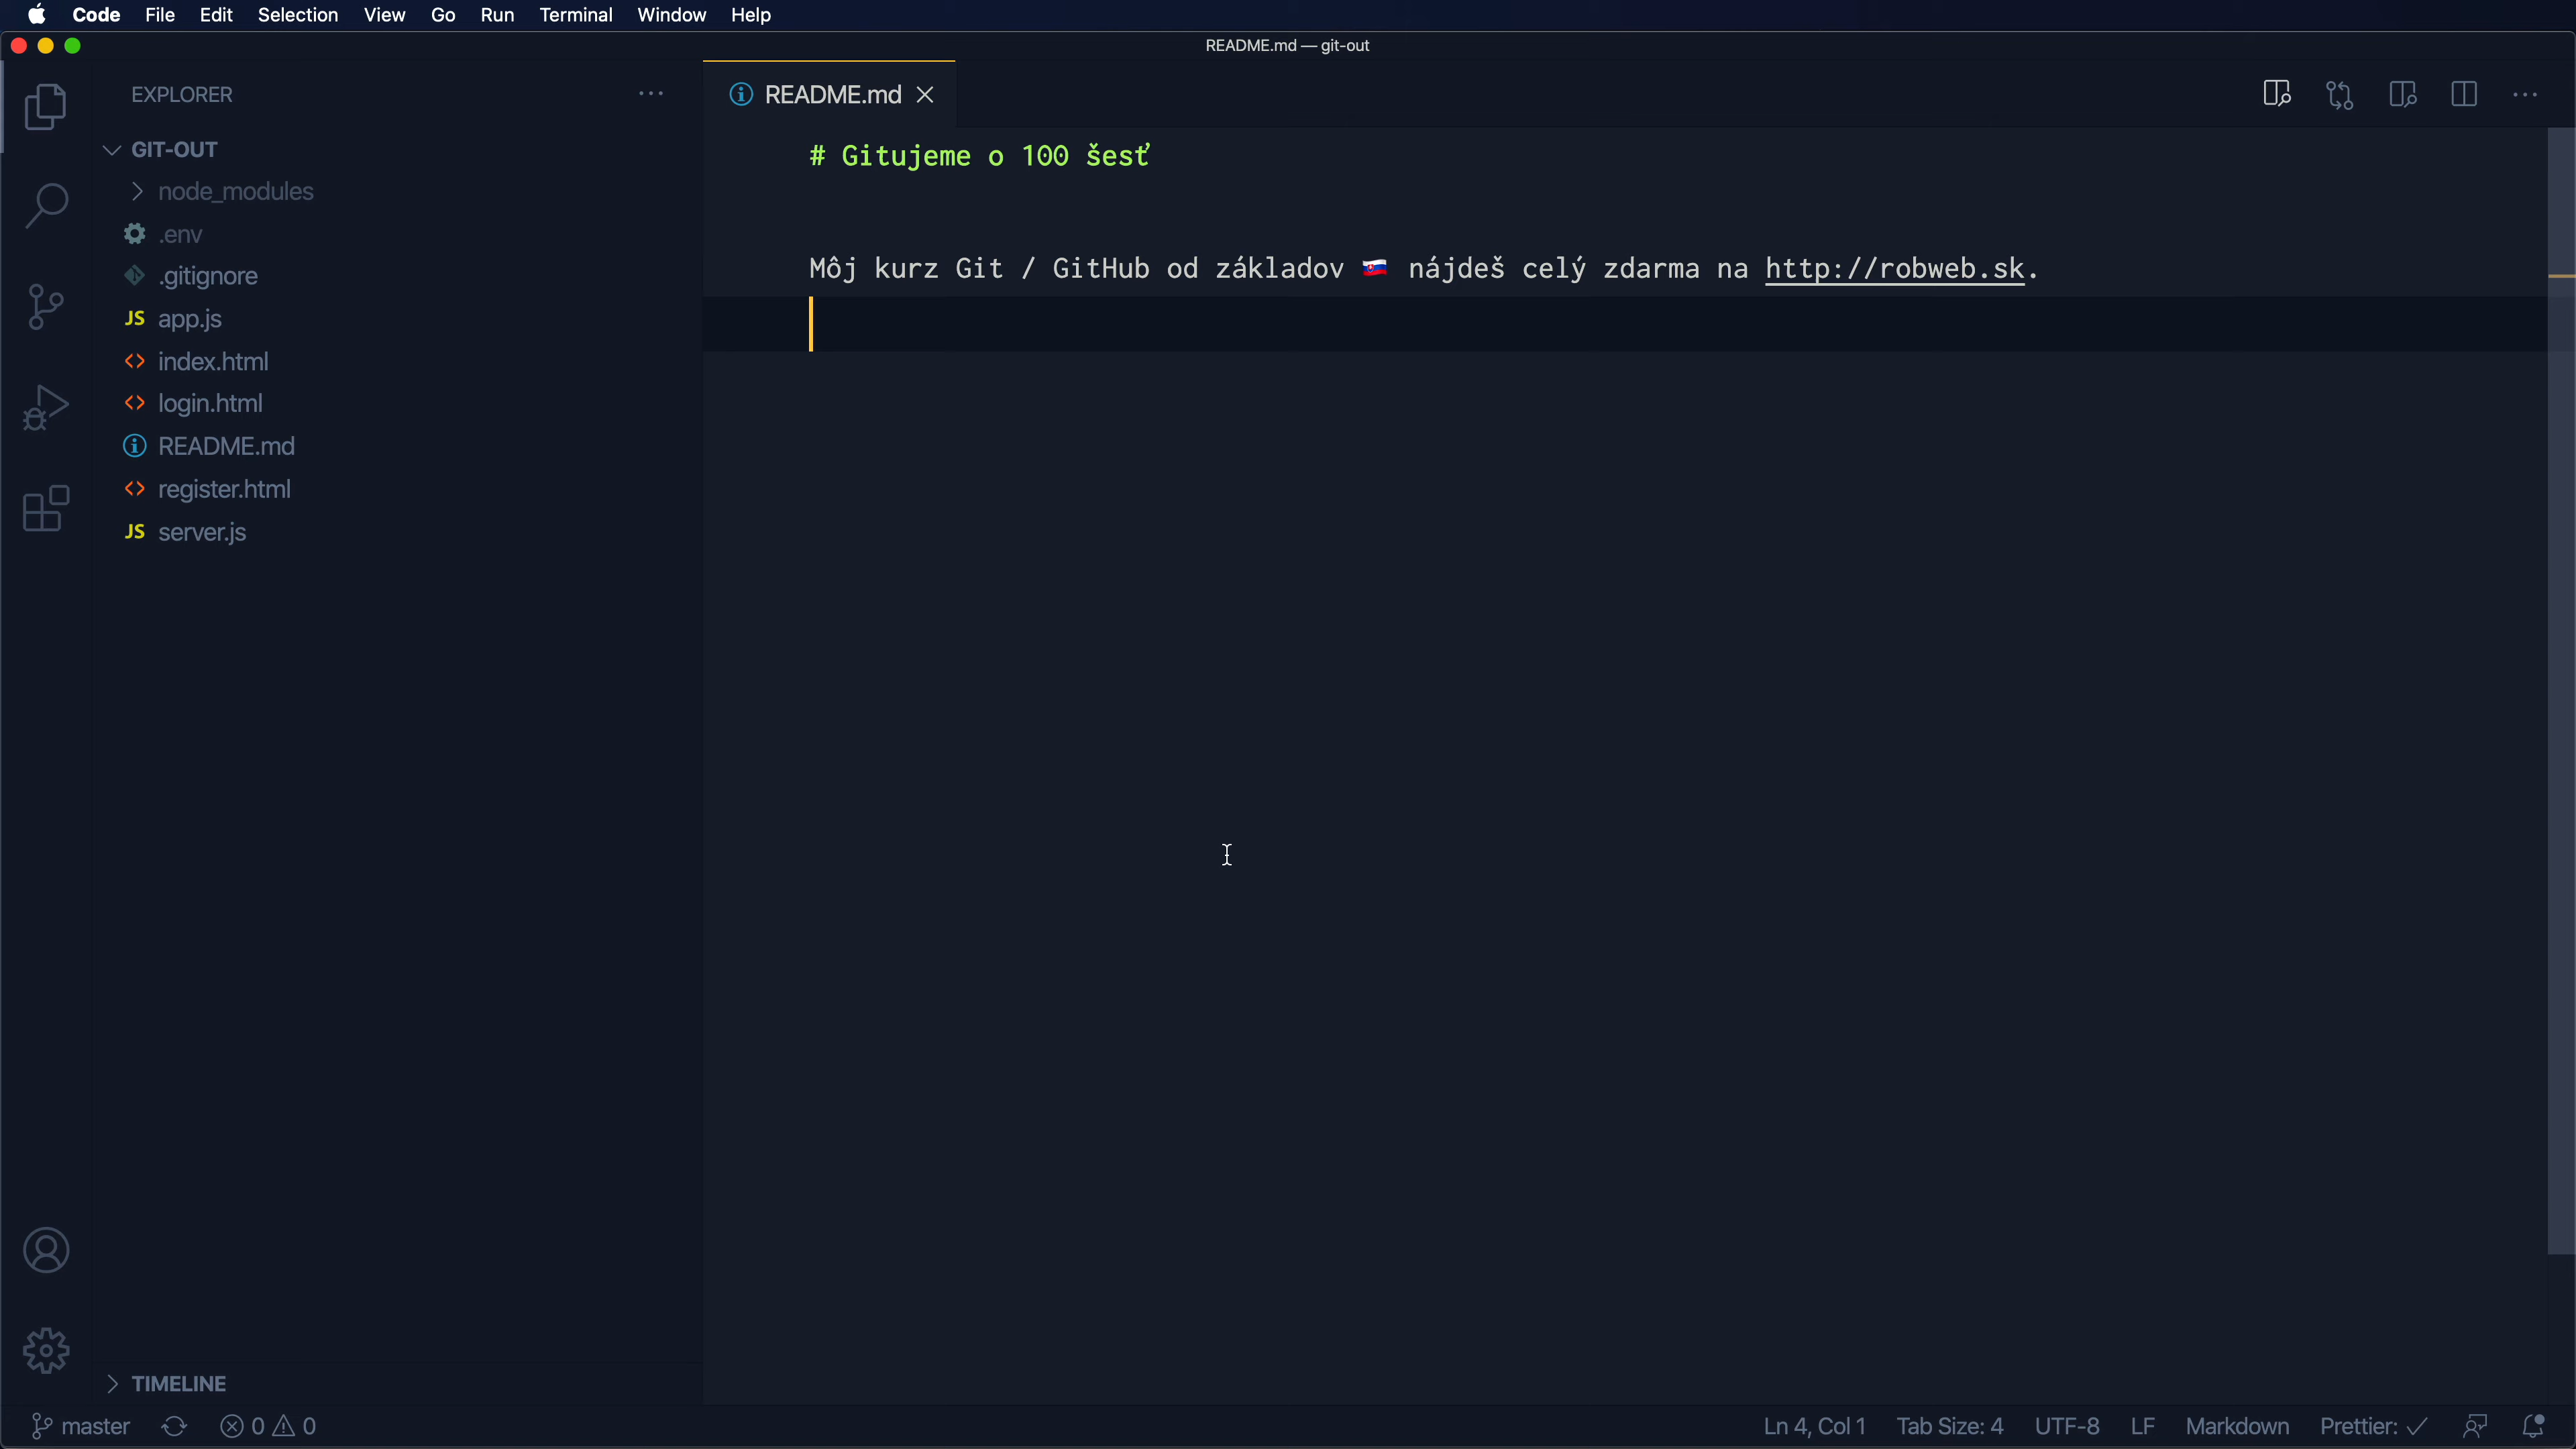 Code File Edit Selection View Go Run Terminal Window Help
README.md — git-out
EXPLORER
README.md
GIT-OUT
node_modules
.env
.gitignore
JS app.js
<> index.html
<> login.html
README.md
<> register.html
JS server.js
# Gitujeme o 100 šesť
Môj kurz Git / GitHub od základov 🇸🇰 nájdeš celý zdarma na http://robweb.sk.
TIMELINE
master 0 0 Ln 4, Col 1 Tab Size: 4 UTF-8 LF Markdown Prettier: ✓